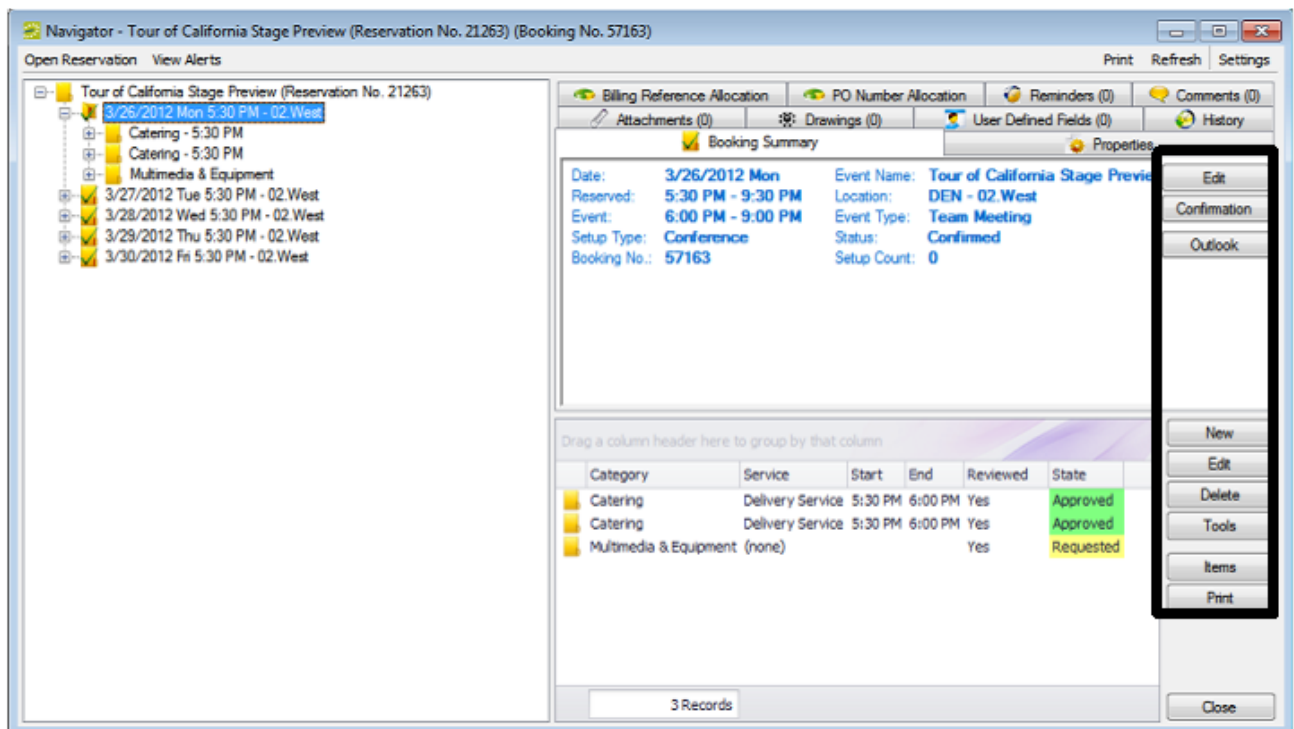 Navigator - Tour of California Stage Preview (Reservation No. 21263) (Booking No. 57163)
Open Reservation View Alerts Print Refresh Settings
Tour of California Stage Preview (Reservation No. 21263)
3/26/2012 Mon 5:30 PM - 02.West
Catering - 5:30 PM
Catering - 5:30 PM
Multimedia & Equipment
3/27/2012 Tue 5:30 PM - 02.West
3/28/2012 Wed 5:30 PM - 02.West
3/29/2012 Thu 5:30 PM - 02.West
3/30/2012 Fri 5:30 PM - 02.West
Billing Reference Allocation PO Number Allocation Reminders (0) Comments (0)
Attachments (0) Drawings (0) User Defined Fields (0) History
Booking Summary Properties
Date: 3/26/2012 Mon Event Name: Tour of California Stage Previe
Reserved: 5:30 PM - 9:30 PM Location: DEN - 02.West
Event: 6:00 PM - 9:00 PM Event Type: Team Meeting
Setup Type: Conference Status: Confirmed
Booking No.: 57163 Setup Count: 0
Edit
Confirmation
Outlook
Drag a column header here to group by that column
Category Service Start End Reviewed State
Catering Delivery Service 5:30 PM 6:00 PM Yes Approved
Catering Delivery Service 5:30 PM 6:00 PM Yes Approved
Multimedia & Equipment (none) Yes Requested
New
Edit
Delete
Tools
Items
Print
3 Records
Close